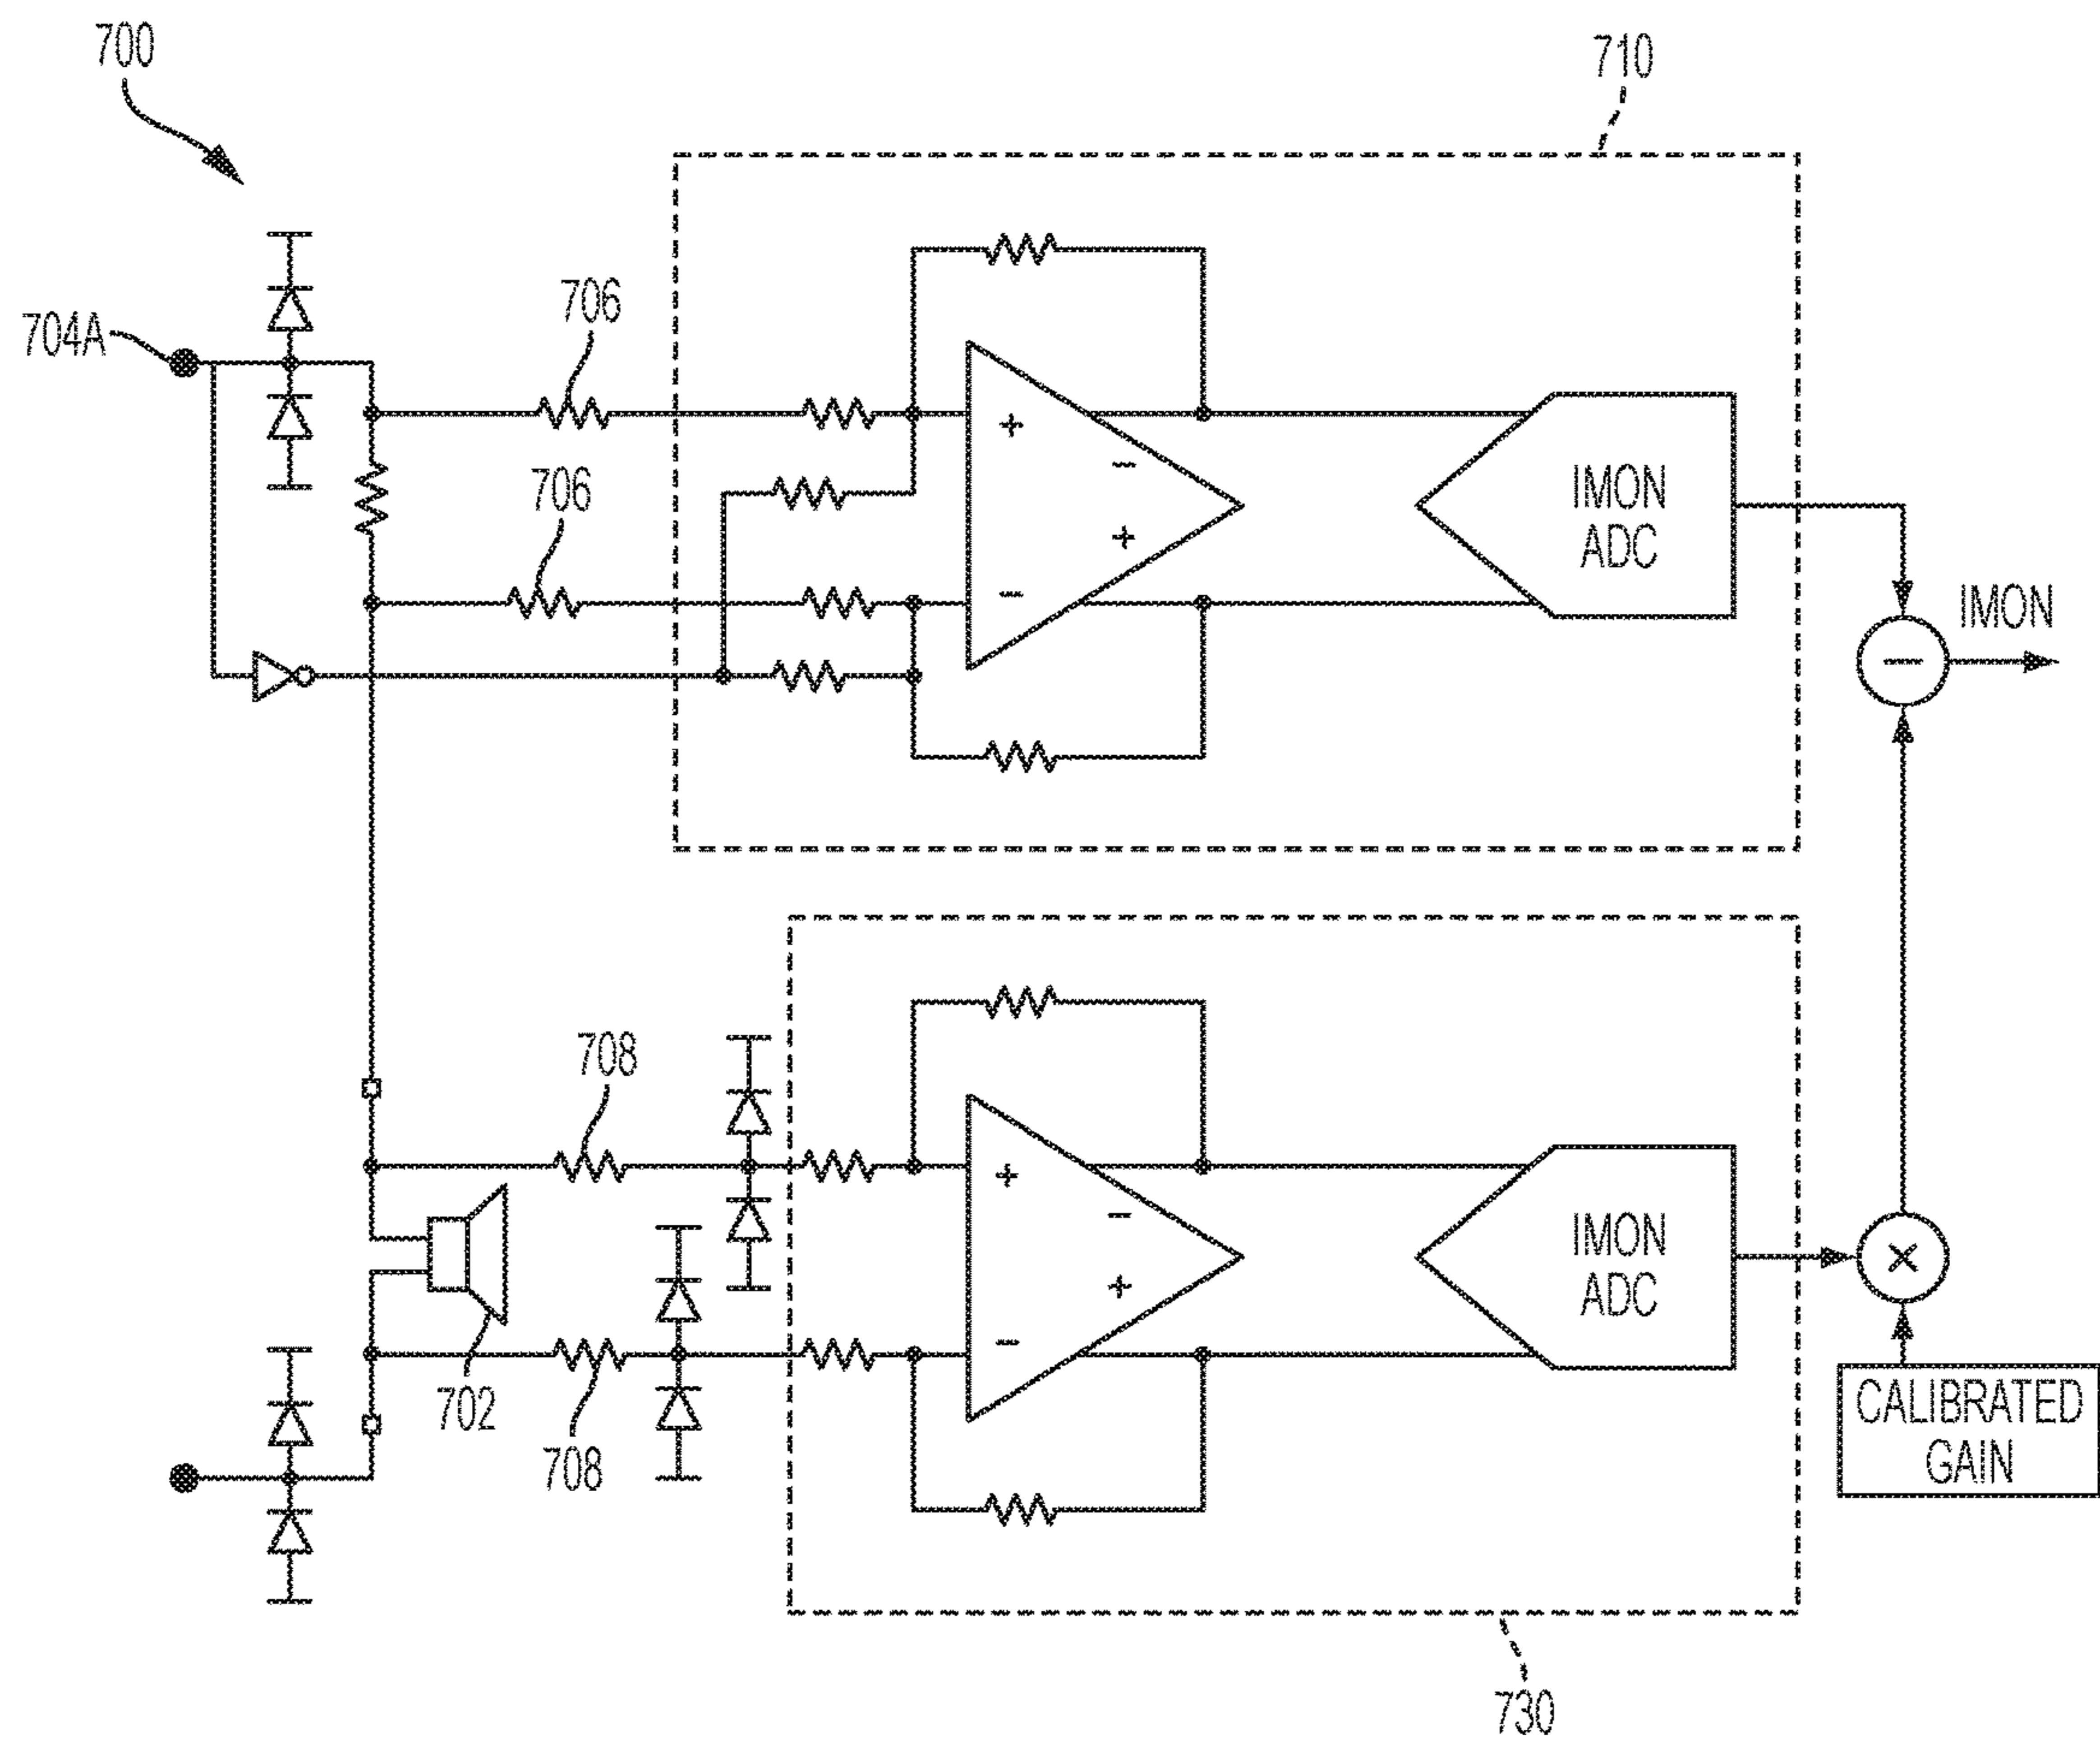 700
710
704A
706
706
+
−
+
−
IMON
ADC
IMON
−
708
+
−
+
−
IMON
ADC
×
702
708
CALIBRATED
GAIN
730